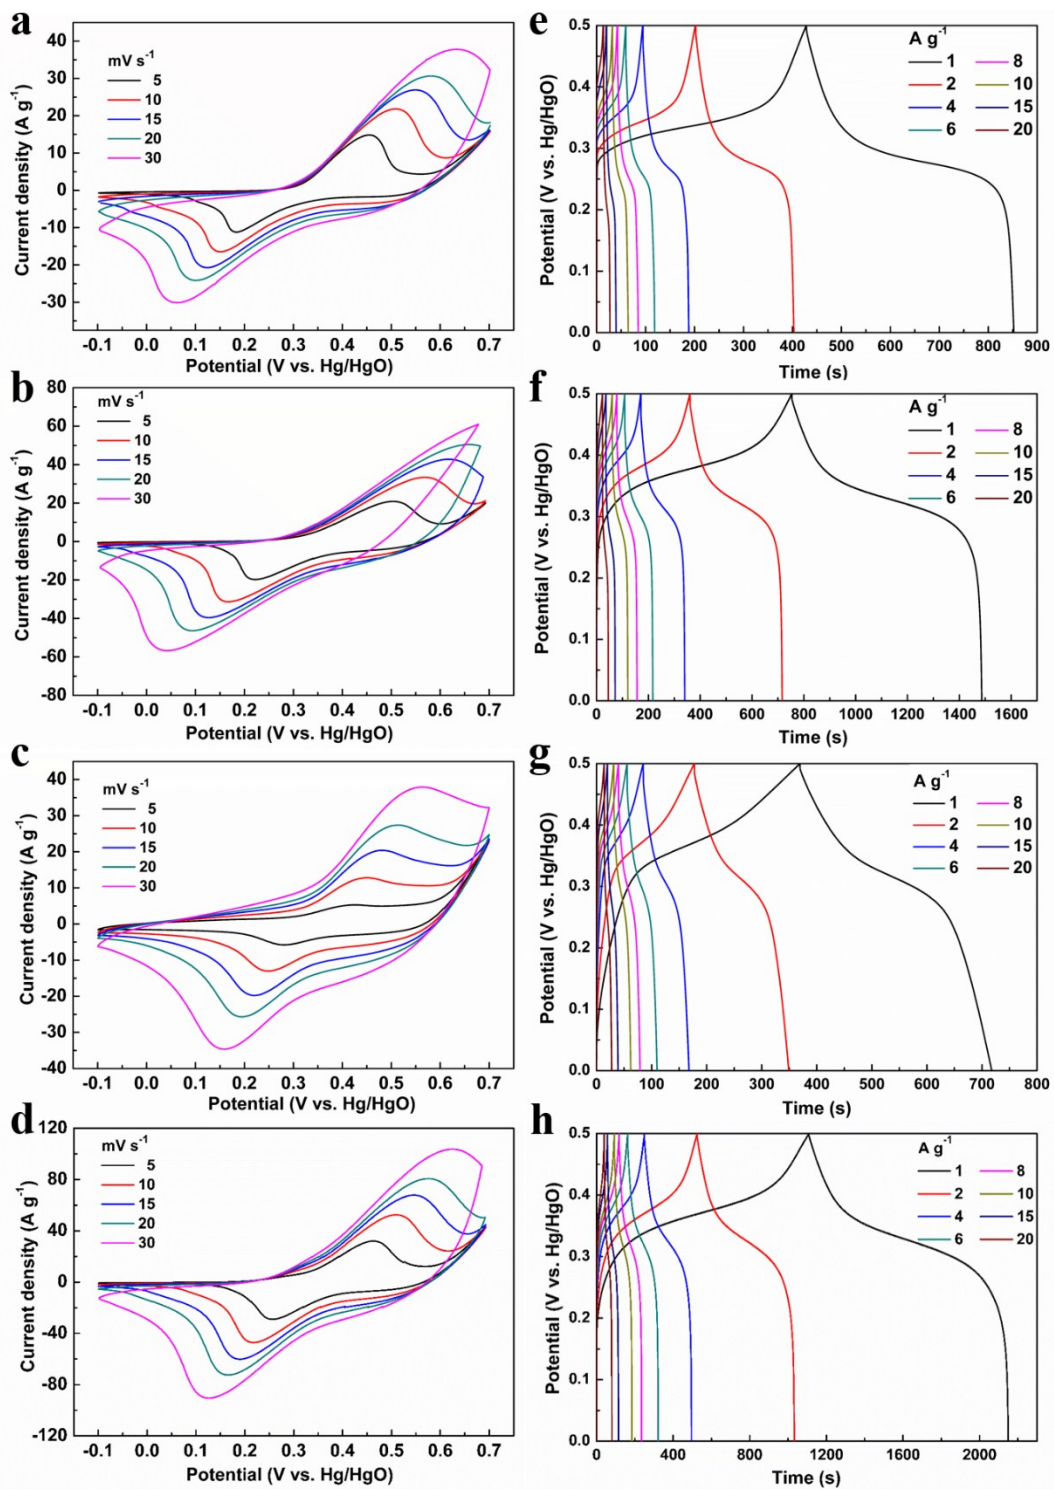 a
mV s⁻¹
5
10
15
20
30
40
30
20
10
0
-10
-20
-30
Current density (A g⁻¹)
-0.1 0.0 0.1 0.2 0.3 0.4 0.5 0.6 0.7
Potential (V vs. Hg/HgO)
e
A g⁻¹
1 8
2 10
4 15
6 20
0.5
0.4
0.3
0.2
0.1
0.0
Potential (V vs. Hg/HgO)
0 100 200 300 400 500 600 700 800 900
Time (s)
b
mV s⁻¹
5
10
15
20
30
80
60
40
20
0
-20
-40
-60
-80
Current density (A g⁻¹)
-0.1 0.0 0.1 0.2 0.3 0.4 0.5 0.6 0.7
Potential (V vs. Hg/HgO)
f
A g⁻¹
1 8
2 10
4 15
6 20
0.5
0.4
0.3
0.2
0.1
0.0
Potential (V vs. Hg/HgO)
0 200 400 600 800 1000 1200 1400 1600
Time (s)
c
mV s⁻¹
5
10
15
20
30
40
30
20
10
0
-10
-20
-30
-40
Current density (A g⁻¹)
-0.1 0.0 0.1 0.2 0.3 0.4 0.5 0.6 0.7
Potential (V vs. Hg/HgO)
g
A g⁻¹
1 8
2 10
4 15
6 20
0.5
0.4
0.3
0.2
0.1
0.0
Potential (V vs. Hg/HgO)
0 100 200 300 400 500 600 700 800
Time (s)
d
mV s⁻¹
5
10
15
20
30
120
80
40
0
-40
-80
-120
Current density (A g⁻¹)
-0.1 0.0 0.1 0.2 0.3 0.4 0.5 0.6 0.7
Potential (V vs. Hg/HgO)
h
A g⁻¹
1 8
2 10
4 15
6 20
0.5
0.4
0.3
0.2
0.1
0.0
Potential (V vs. Hg/HgO)
0 400 800 1200 1600 2000
Time (s)